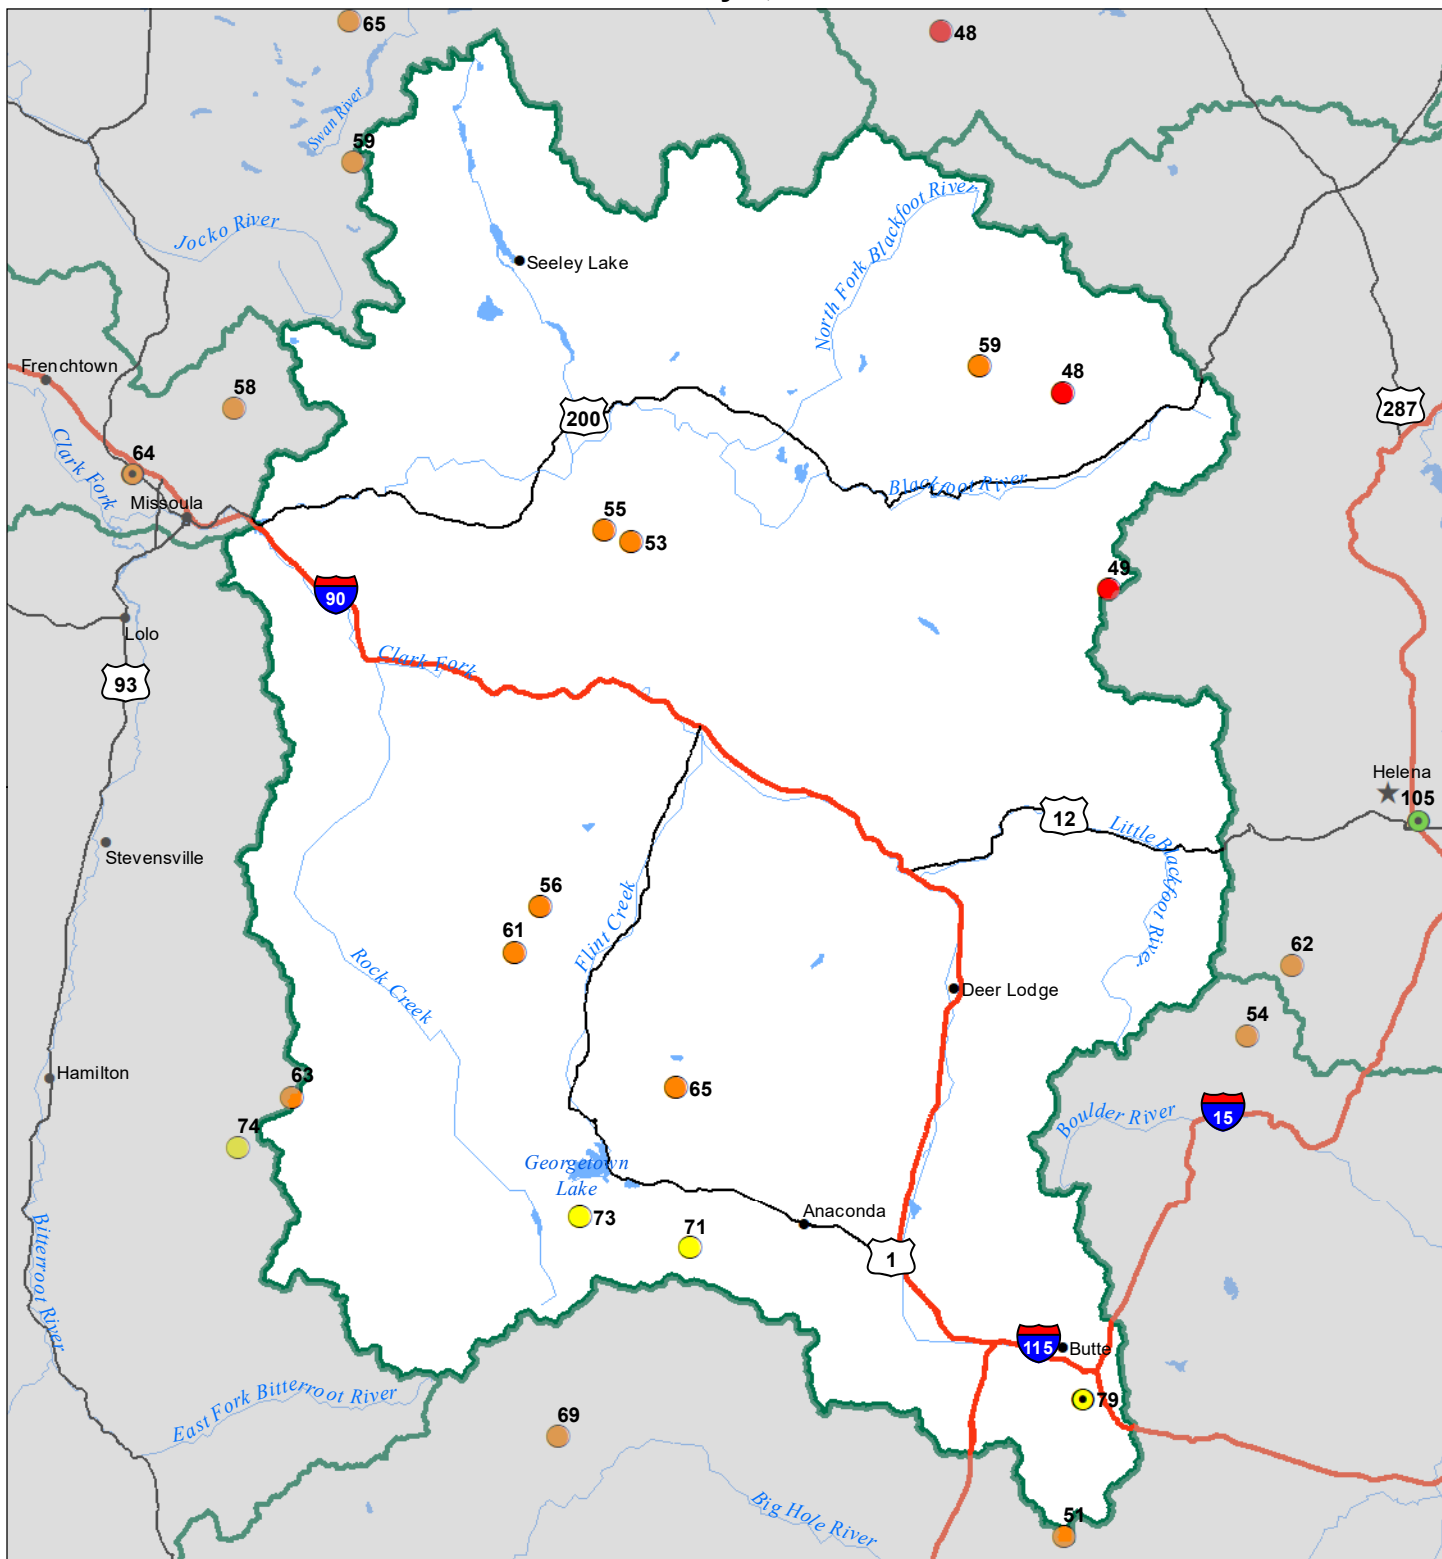 65
48
Swan River
59
Jocko River
North Fork Blackfoot River
Seeley Lake
Frenchtown
58
59
48
200
287
Clark Fork
64
Missoula
Blackfoot River
55
53
49
90
Lolo
Clark Fork
93
Helena
105
12
Little Blackfoot River
Stevensville
56
Flint Creek
61
Rock Creek
62
Deer Lodge
54
Hamilton
63
65
74
Boulder River
15
Georgetown
Lake
73
71
Anaconda
1
Bitterroot River
115
Butte
79
East Fork Bitterroot River
69
Big Hole River
51